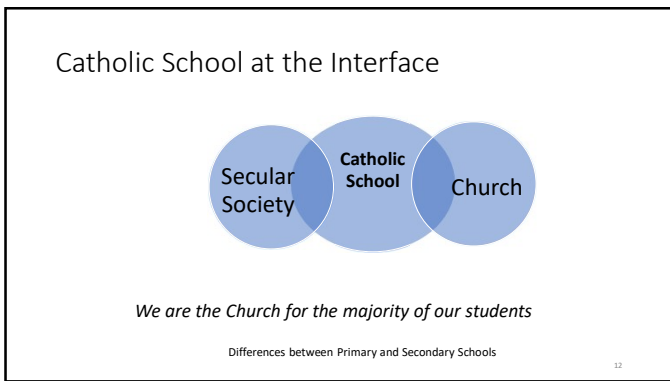 Catholic School at the Interface
Secular
Society
Catholic
School
Church
We are the Church for the majority of our students
Differences between Primary and Secondary Schools
12